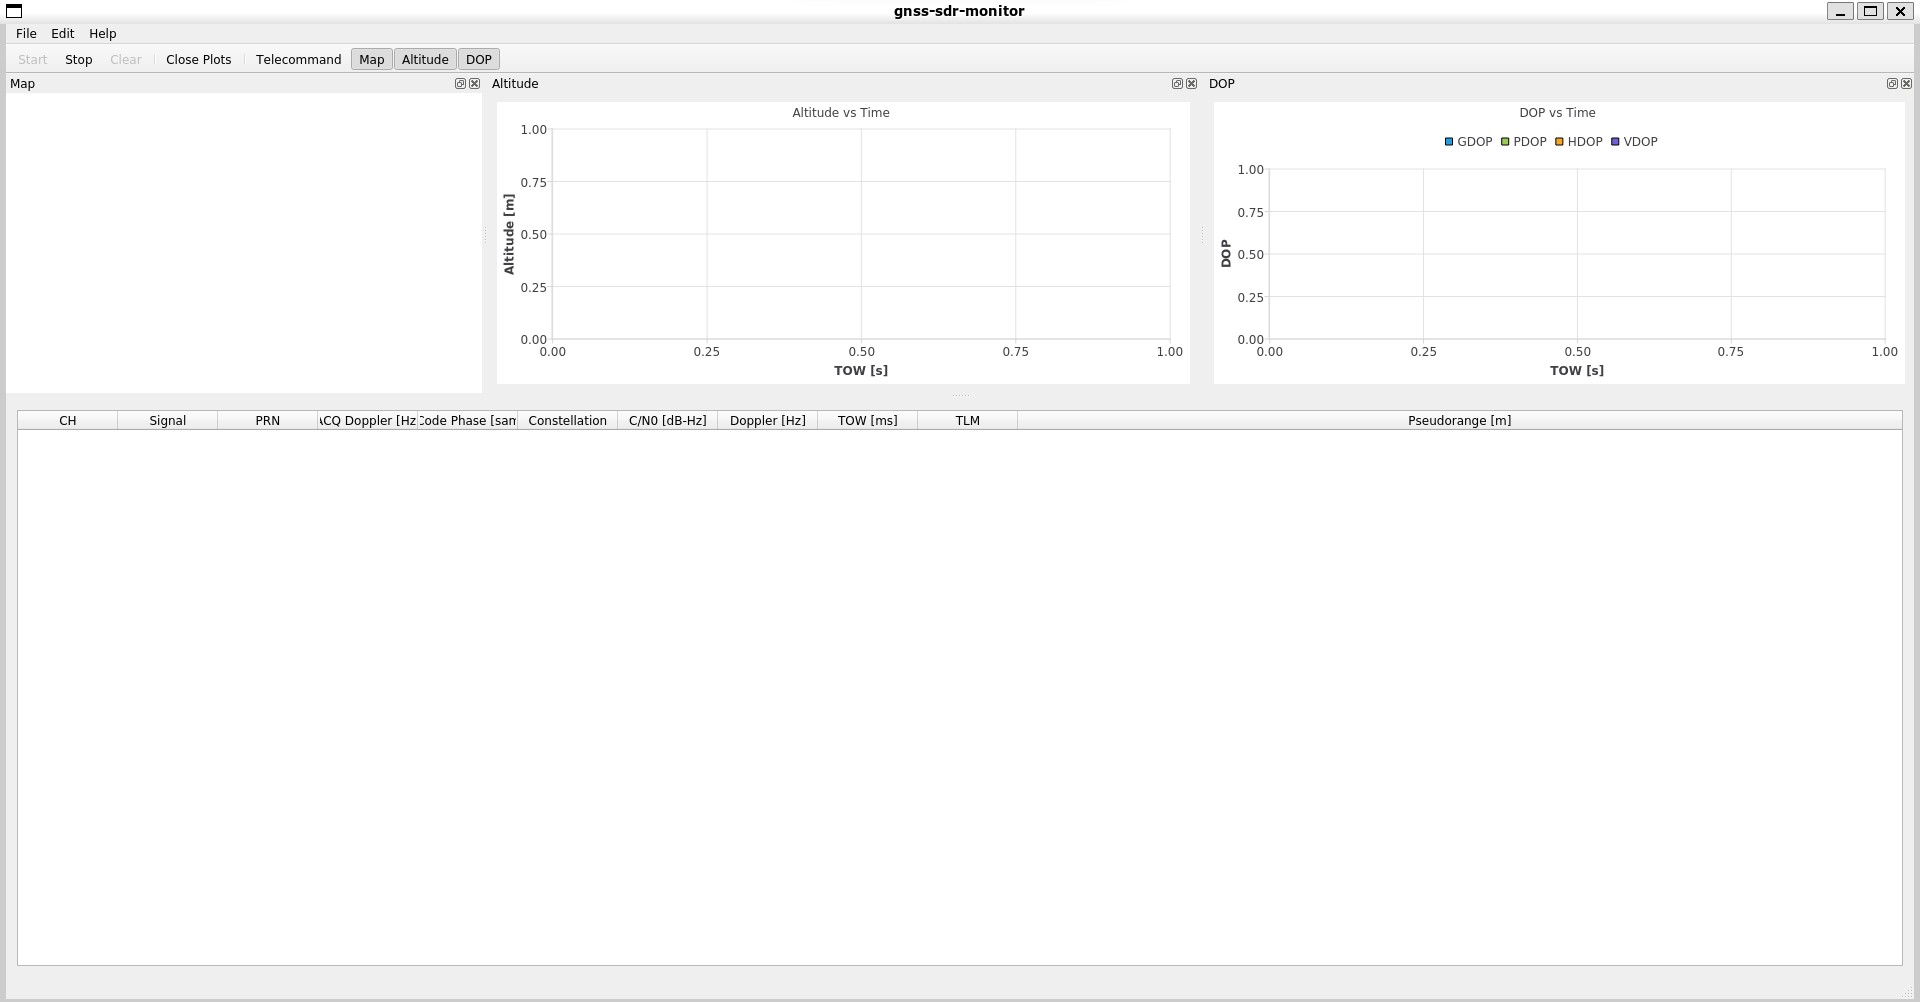 gnss-sdr-monitor
File Edit Help
Start Stop Clear Close Plots Telecommand Map Altitude DOP
Map
Altitude
Altitude vs Time
1.00
0.75
0.50
0.25
0.00
Altitude [m]
0.00 0.25 0.50 0.75 1.00
TOW [s]
DOP
DOP vs Time
GDOP PDOP HDOP VDOP
1.00
0.75
0.50
0.25
0.00
DOP
0.00 0.25 0.50 0.75 1.00
TOW [s]
CH Signal PRN ACQ Doppler [Hz Code Phase [sam Constellation C/N0 [dB-Hz] Doppler [Hz] TOW [ms] TLM Pseudorange [m]